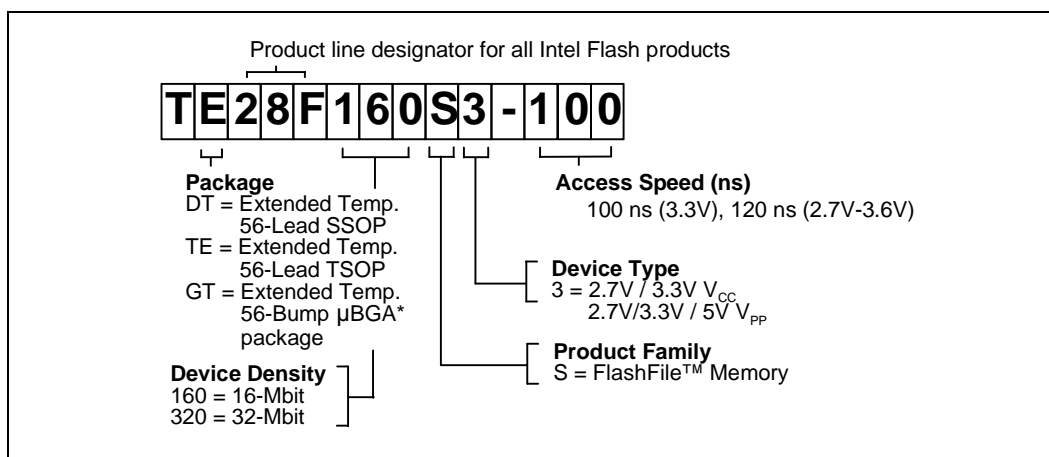 Product line designator for all Intel Flash products
TE28F160S3-100
Package
DT = Extended Temp.
56-Lead SSOP
TE = Extended Temp.
56-Lead TSOP
GT = Extended Temp.
56-Bump µBGA*
package
Device Density
160 = 16-Mbit
320 = 32-Mbit
Access Speed (ns)
100 ns (3.3V), 120 ns (2.7V-3.6V)
Device Type
3 = 2.7V / 3.3V VCC
2.7V/3.3V / 5V VPP
Product Family
S = FlashFile™ Memory